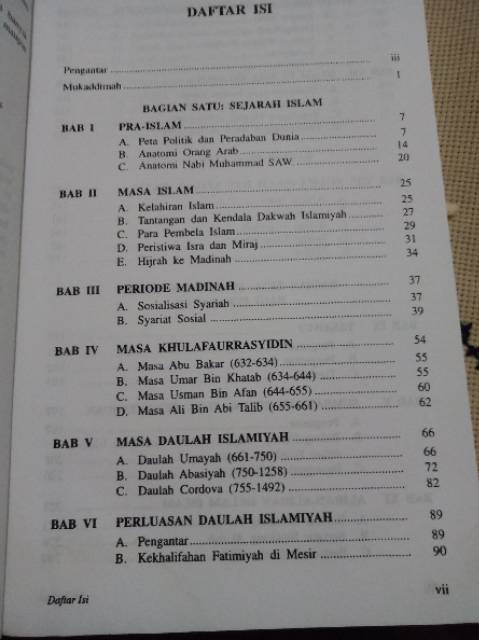 DAFTAR ISI
Pengantar ........ iii
Mukaddimah ........ 1
BAGIAN SATU: SEJARAH ISLAM
BAB I PRA-ISLAM ........ 7
A. Peta Politik dan Peradaban Dunia ........ 7
B. Anatomi Orang Arab ........ 14
C. Anatomi Nabi Muhammad SAW. ........ 20
BAB II MASA ISLAM ........ 25
A. Kelahiran Islam ........ 25
B. Tantangan dan Kendala Dakwah Islamiyah ........ 27
C. Para Pembela Islam ........ 29
D. Peristiwa Isra dan Miraj ........ 31
E. Hijrah ke Madinah ........ 34
BAB III PERIODE MADINAH ........ 37
A. Sosialisasi Syariah ........ 37
B. Syariat Sosial ........ 39
BAB IV MASA KHULAFAURRASYIDIN ........ 54
A. Masa Abu Bakar (632-634) ........ 55
B. Masa Umar Bin Khatab (634-644) ........ 55
C. Masa Usman Bin Afan (644-655) ........ 60
D. Masa Ali Bin Abi Talib (655-661) ........ 62
BAB V MASA DAULAH ISLAMIYAH ........ 66
A. Daulah Umayah (661-750) ........ 66
B. Daulah Abasiyah (750-1258) ........ 72
C. Daulah Cordova (755-1492) ........ 82
BAB VI PERLUASAN DAULAH ISLAMIYAH ........ 89
A. Pengantar ........ 89
B. Kekhalifahan Fatimiyah di Mesir ........ 90
Daftar Isi vii